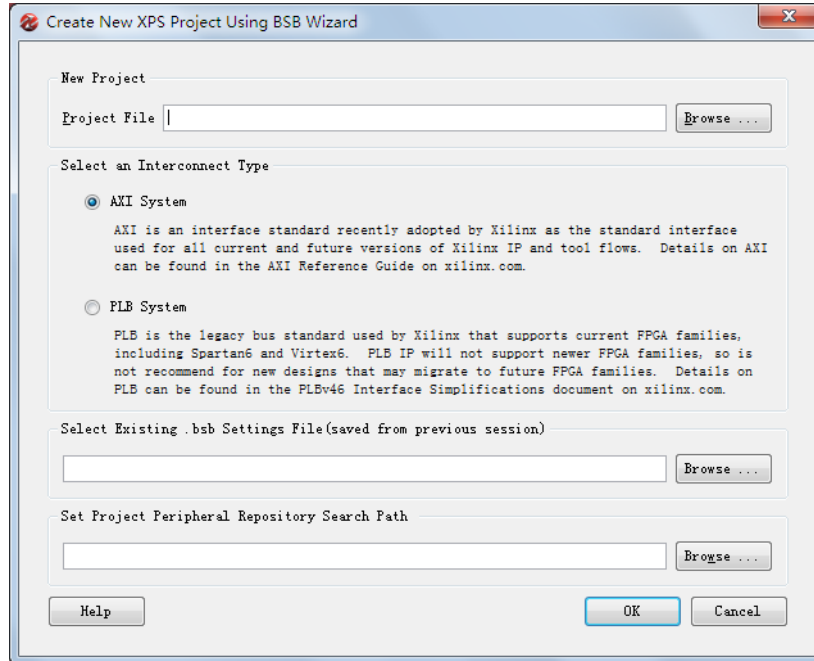 Create New XPS Project Using BSB Wizard
New Project
Project File
Browse ...
Select an Interconnect Type
AXI System
AXI is an interface standard recently adopted by Xilinx as the standard interface
used for all current and future versions of Xilinx IP and tool flows.  Details on AXI
can be found in the AXI Reference Guide on xilinx.com.
PLB System
PLB is the legacy bus standard used by Xilinx that supports current FPGA families,
including Spartan6 and Virtex6.  PLB IP will not support newer FPGA families, so is
not recommended for new designs that may migrate to future FPGA families.  Details on
PLB can be found in the PLBv46 Interface Simplifications document on xilinx.com.
Select Existing .bsb Settings File(saved from previous session)
Browse ...
Set Project Peripheral Repository Search Path
Browse ...
Help
OK
Cancel